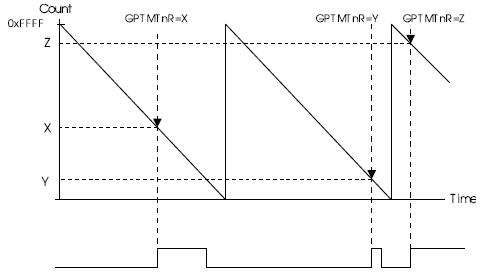 Count
0xFFFF
GPTMTnR=X
GPTMTnR=Y
GPTMTnR=Z
Z
X
Y
Time